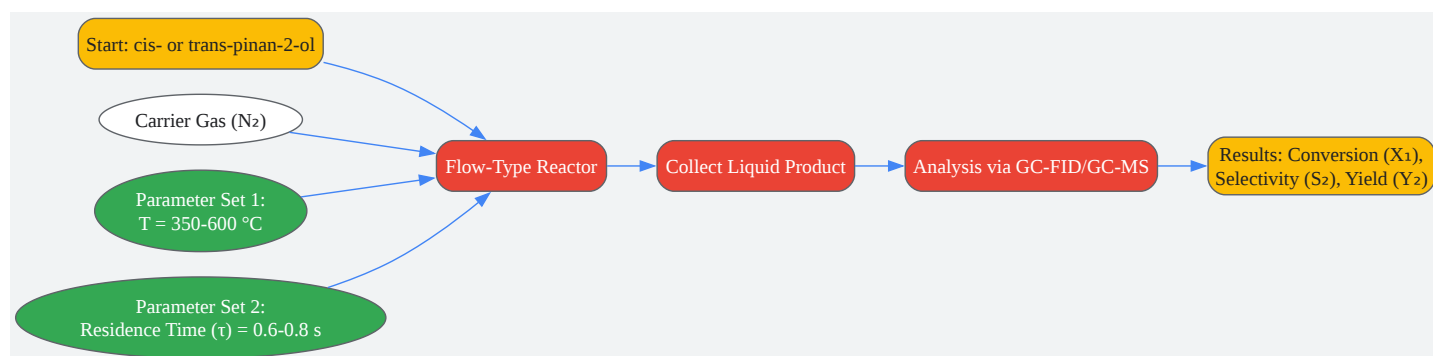 Start: cis- or trans-pinan-2-ol
Carrier Gas (N₂)
Parameter Set 1:
T = 350-600 °C
Parameter Set 2:
Residence Time (τ) = 0.6-0.8 s
Flow-Type Reactor
Collect Liquid Product
Analysis via GC-FID/GC-MS
Results: Conversion (X₁),
Selectivity (S₂), Yield (Y₂)